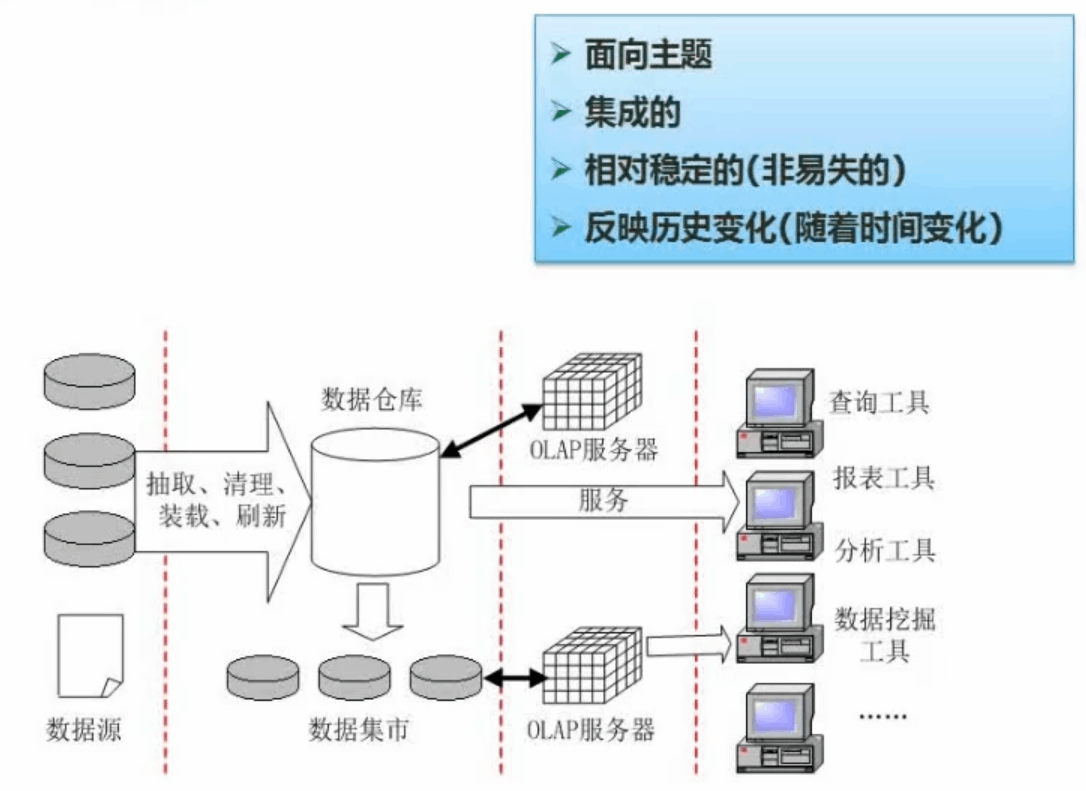 面向主题
集成的
相对稳定的(非易失的)
反映历史变化(随着时间变化)
数据仓库
OLAP服务器
抽取、清理、
装载、刷新
服务
查询工具
报表工具
分析工具
数据挖掘
工具
……
数据源
数据集市
OLAP服务器